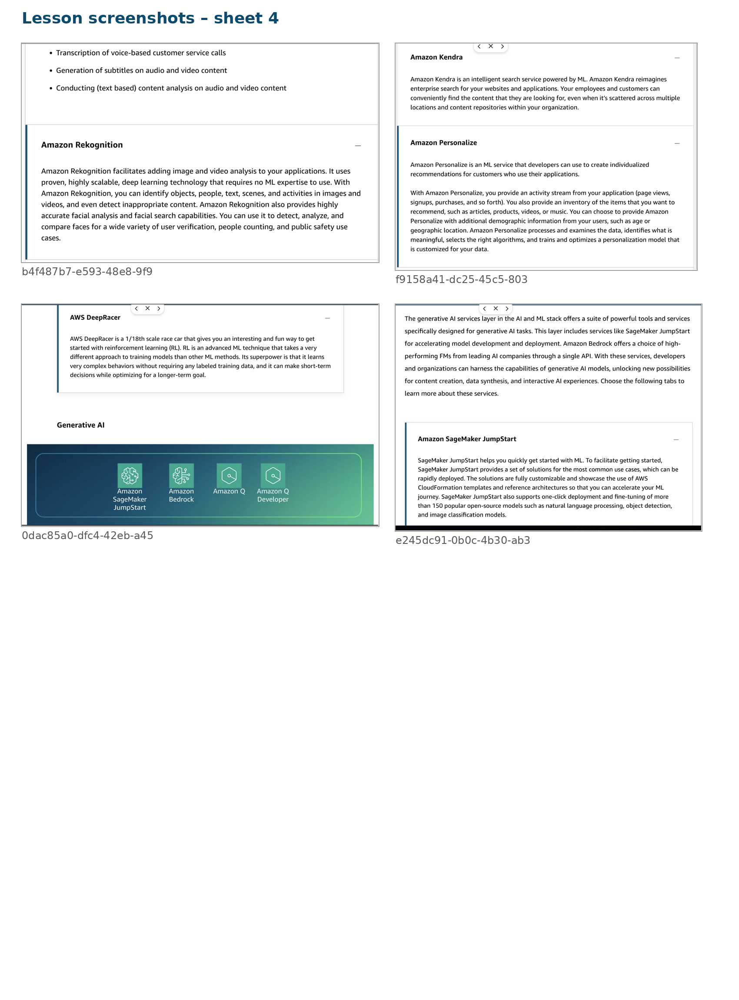 Lesson screenshots – sheet 4
• Transcription of voice-based customer service calls
• Generation of subtitles on audio and video content
• Conducting (text based) content analysis on audio and video content
Amazon Rekognition
Amazon Rekognition facilitates adding image and video analysis to your applications. It uses
proven, highly scalable, deep learning technology that requires no ML expertise to use. With
Amazon Rekognition, you can identify objects, people, text, scenes, and activities in images and
videos, and even detect inappropriate content. Amazon Rekognition also provides highly
accurate facial analysis and facial search capabilities. You can use it to detect, analyze, and
compare faces for a wide variety of user verification, people counting, and public safety use
cases.
b4f487b7-e593-48e8-9f9
Amazon Kendra
Amazon Kendra is an intelligent search service powered by ML. Amazon Kendra reimagines
enterprise search for your websites and applications. Your employees and customers can
conveniently find the content that they are looking for, even when it's scattered across multiple
locations and content repositories within your organization.
Amazon Personalize
Amazon Personalize is an ML service that developers can use to create individualized
recommendations for customers who use their applications.
With Amazon Personalize, you provide an activity stream from your application (page views,
signups, purchases, and so forth). You also provide an inventory of the items that you want to
recommend, such as articles, products, videos, or music. You can choose to provide Amazon
Personalize with additional demographic information from your users, such as age or
geographic location. Amazon Personalize processes and examines the data, identifies what is
meaningful, selects the right algorithms, and trains and optimizes a personalization model that
is customized for your data.
f9158a41-dc25-45c5-803
AWS DeepRacer
AWS DeepRacer is a 1/18th scale race car that gives you an interesting and fun way to get
started with reinforcement learning (RL). RL is an advanced ML technique that takes a very
different approach to training models than other ML methods. Its superpower is that it learns
very complex behaviors without requiring any labeled training data, and it can make short-term
decisions while optimizing for a longer-term goal.
Generative AI
Amazon SageMaker JumpStart
Amazon Bedrock
Amazon Q
Amazon Q Developer
0dac85a0-dfc4-42eb-a45
The generative AI services layer in the AI and ML stack offers a suite of powerful tools and services
specifically designed for generative AI tasks. This layer includes services like SageMaker JumpStart
for accelerating model development and deployment. Amazon Bedrock offers a choice of high-
performing FMs from leading AI companies through a single API. With these services, developers
and organizations can harness the capabilities of generative AI models, unlocking new possibilities
for content creation, data synthesis, and interactive AI experiences. Choose the following tabs to
learn more about these services.
Amazon SageMaker JumpStart
SageMaker JumpStart helps you quickly get started with ML. To facilitate getting started,
SageMaker JumpStart provides a set of solutions for the most common use cases, which can be
rapidly deployed. The solutions are fully customizable and showcase the use of AWS
CloudFormation templates and reference architectures so that you can accelerate your ML
journey. SageMaker JumpStart also supports one-click deployment and fine-tuning of more
than 150 popular open-source models such as natural language processing, object detection,
and image classification models.
e245dc91-0b0c-4b30-ab3